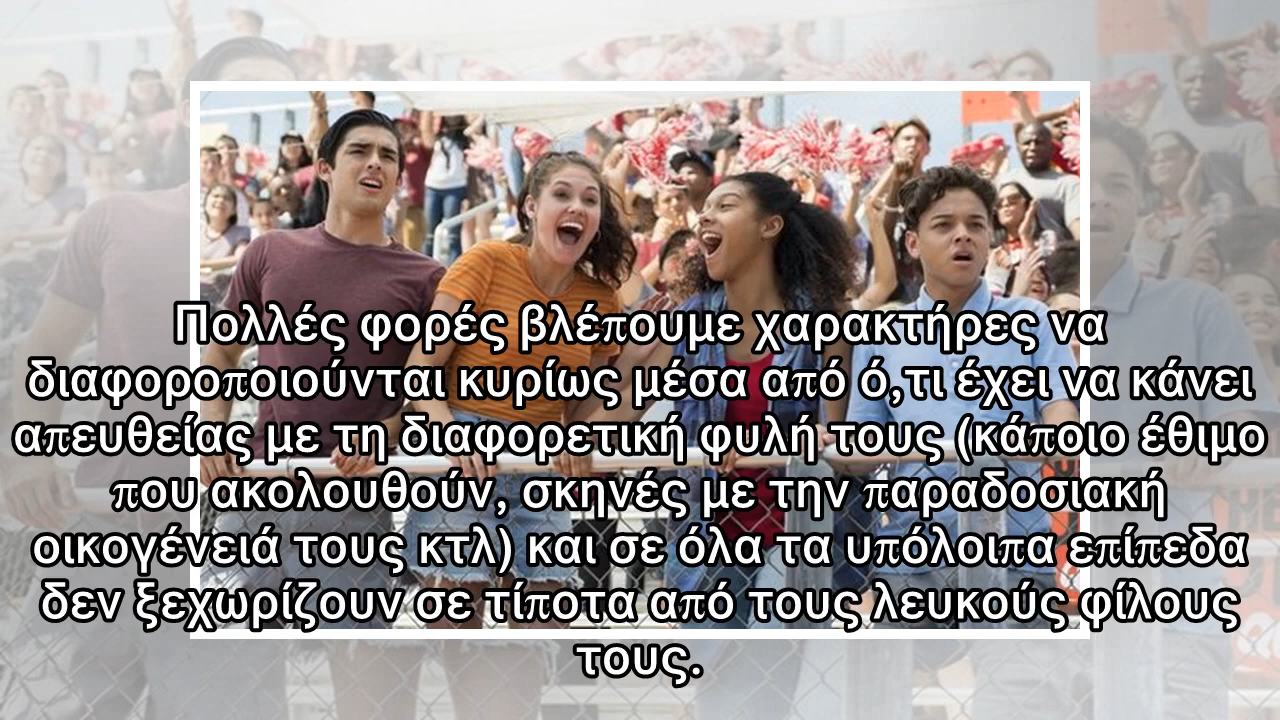 Πολλές φορές βλέπουμε χαρακτήρες να
διαφοροποιούνται κυρίως μέσα από ό,τι έχει να κάνει
απευθείας με τη διαφορετική φυλή τους (κάποιο έθιμο
που ακολουθούν, σκηνές με την παραδοσιακή
οικογένειά τους κτλ) και σε όλα τα υπόλοιπα επίπεδα
δεν ξεχωρίζουν σε τίποτα από τους λευκούς φίλους
τους.